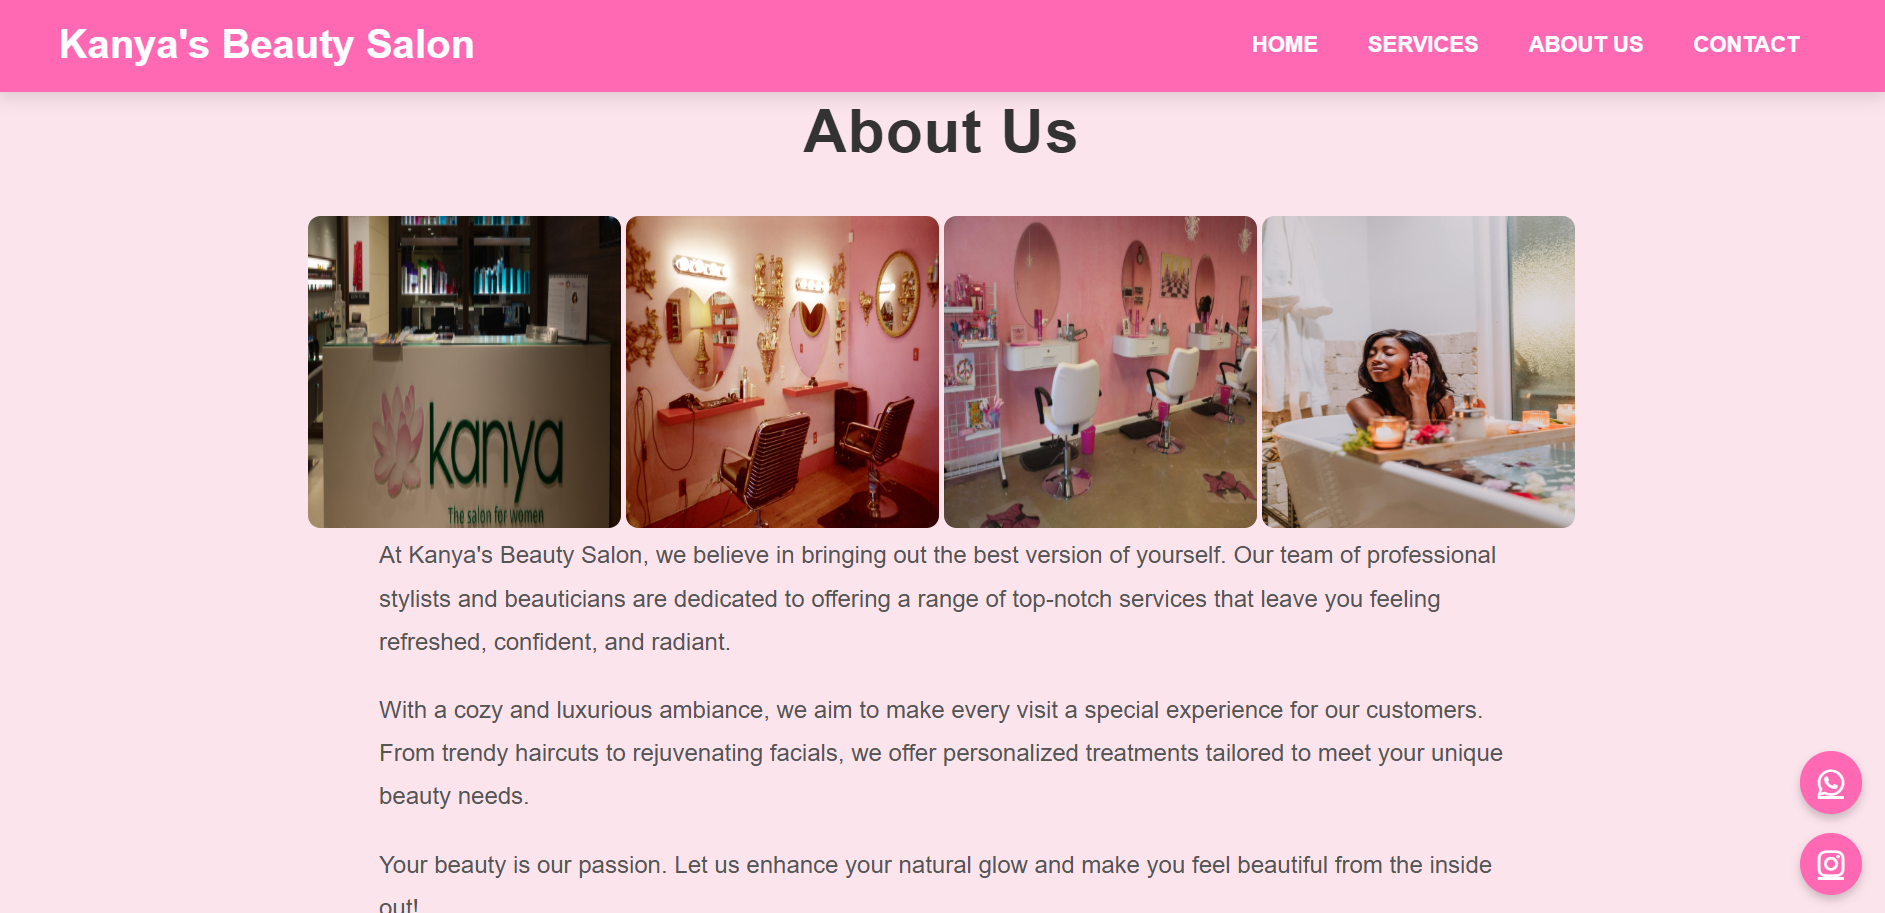 Kanya's Beauty Salon
HOME
SERVICES
ABOUT US
CONTACT
About Us
kanya
The salon for women
At Kanya's Beauty Salon, we believe in bringing out the best version of yourself. Our team of professional
stylists and beauticians are dedicated to offering a range of top-notch services that leave you feeling
refreshed, confident, and radiant.
With a cozy and luxurious ambiance, we aim to make every visit a special experience for our customers.
From trendy haircuts to rejuvenating facials, we offer personalized treatments tailored to meet your unique
beauty needs.
Your beauty is our passion. Let us enhance your natural glow and make you feel beautiful from the inside
out!